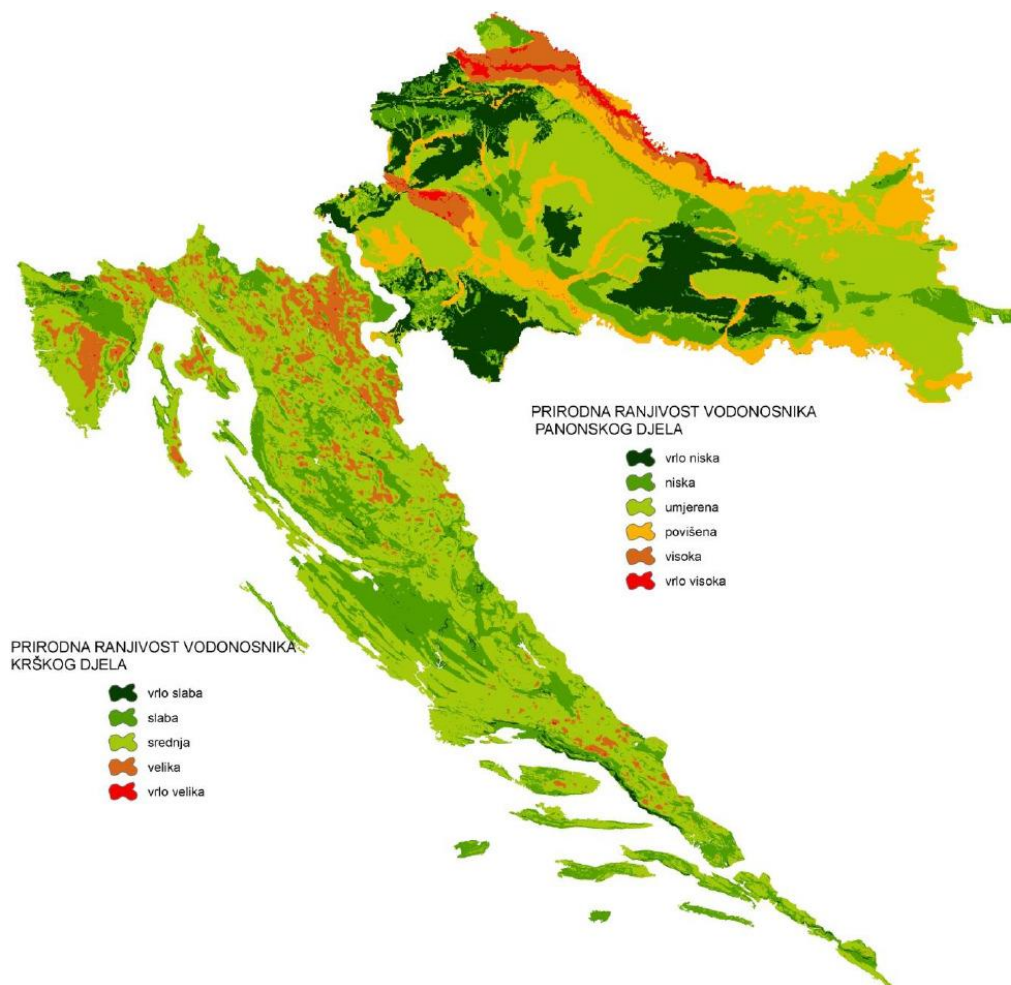 PRIRODNA RANJIVOST VODONOSNIKA
PANONSKOG DJELA
vrlo niska
niska
umjerena
povišena
visoka
vrlo visoka
PRIRODNA RANJIVOST VODONOSNIKA
KRŠKOG DJELA
vrlo slaba
slaba
srednja
velika
vrlo velika